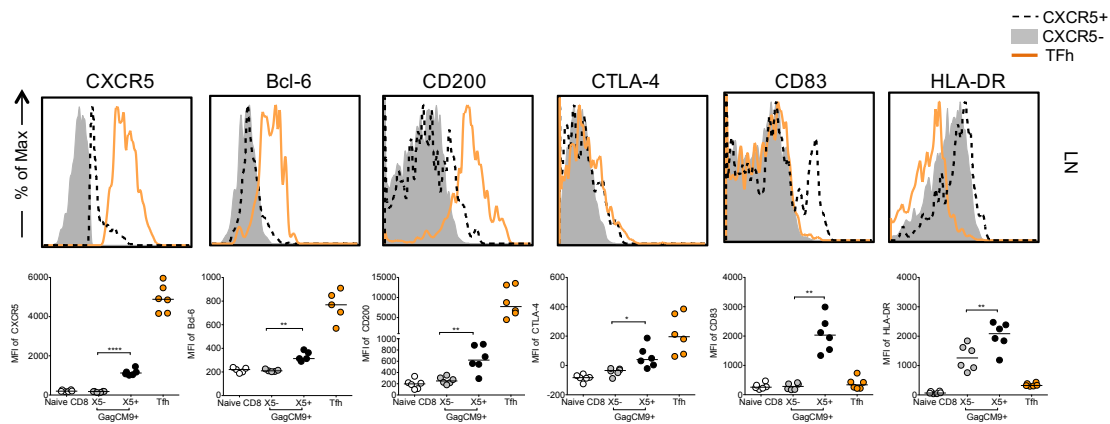 CXCR5+
CXCR5-
TFh
CXCR5
Bcl-6
CD200
CTLA-4
CD83
HLA-DR
% of Max
LN
MFI of CXCR5
6000
4000
2000
0
****
Naive CD8 X5- X5+ Tfh
GagCM9+
MFI of Bcl-6
1000
800
600
400
200
0
**
Naive CD8 X5- X5+ Tfh
GagCM9+
MFI of CD200
15000
10000
5000
1000
800
600
400
200
0
**
Naive CD8 X5- X5+ Tfh
GagCM9+
MFI of CTLA-4
600
400
200
0
-200
*
Naive CD8 X5- X5+ Tfh
GagCM9+
MFI of CD83
4000
3000
2000
1000
0
**
Naive CD8 X5- X5+ Tfh
GagCM9+
MFI of HLA-DR
4000
3000
2000
1000
0
**
Naive CD8 X5- X5+ Tfh
GagCM9+